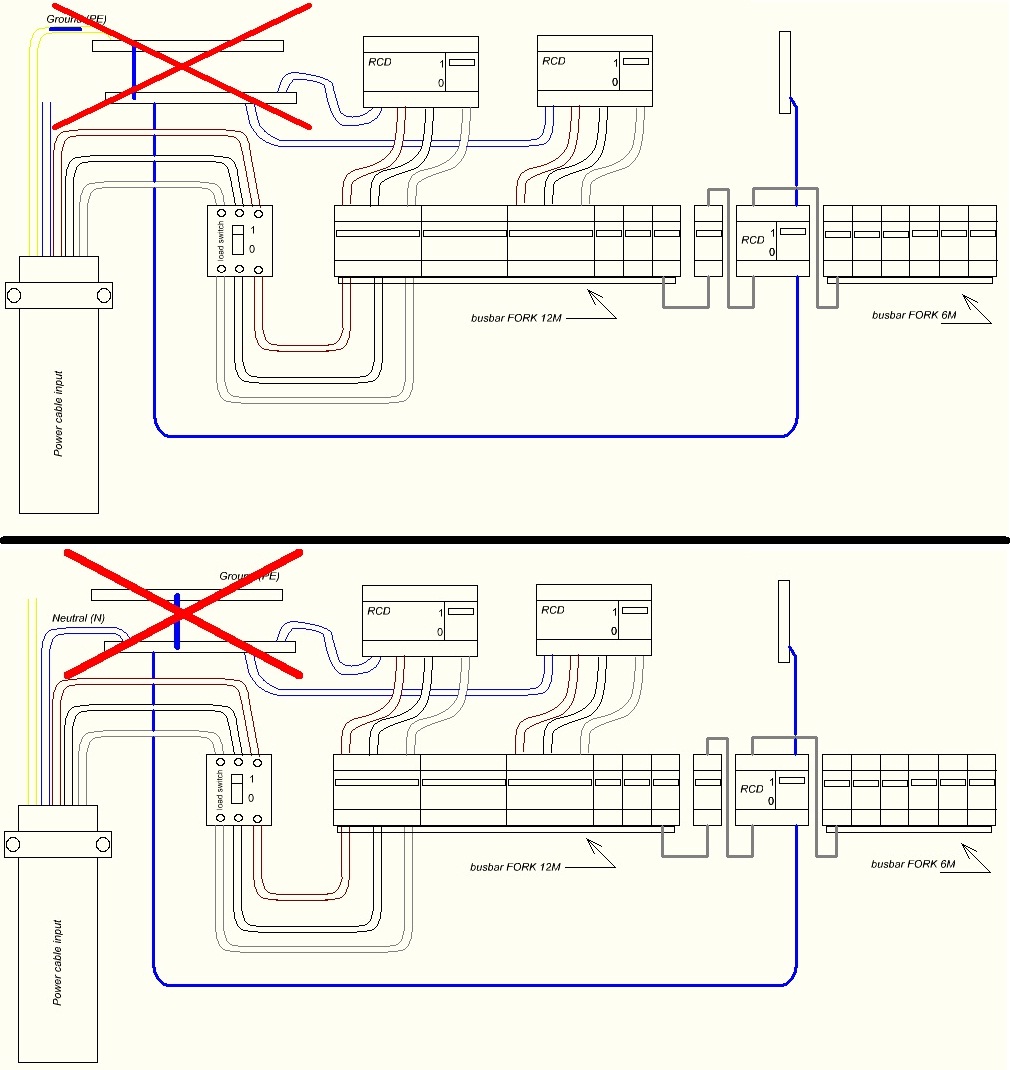 Ground (PE)
RCD 1
0
RCD 1
0
load switch
1
0
RCD 1
0
busbar FORK 12M
busbar FORK 6M
Power cable input
Ground (PE)
Neutral (N)
RCD 1
0
RCD 1
0
load switch
1
0
RCD 1
0
busbar FORK 12M
busbar FORK 6M
Power cable input